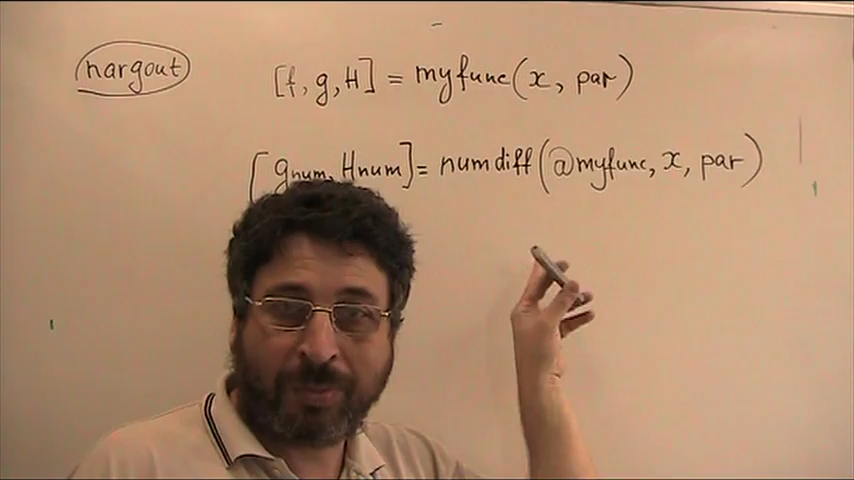 nargout
[f, g, H] = myfunc(x, par)
[gnum, Hnum] = numdiff(@myfunc, x, par)